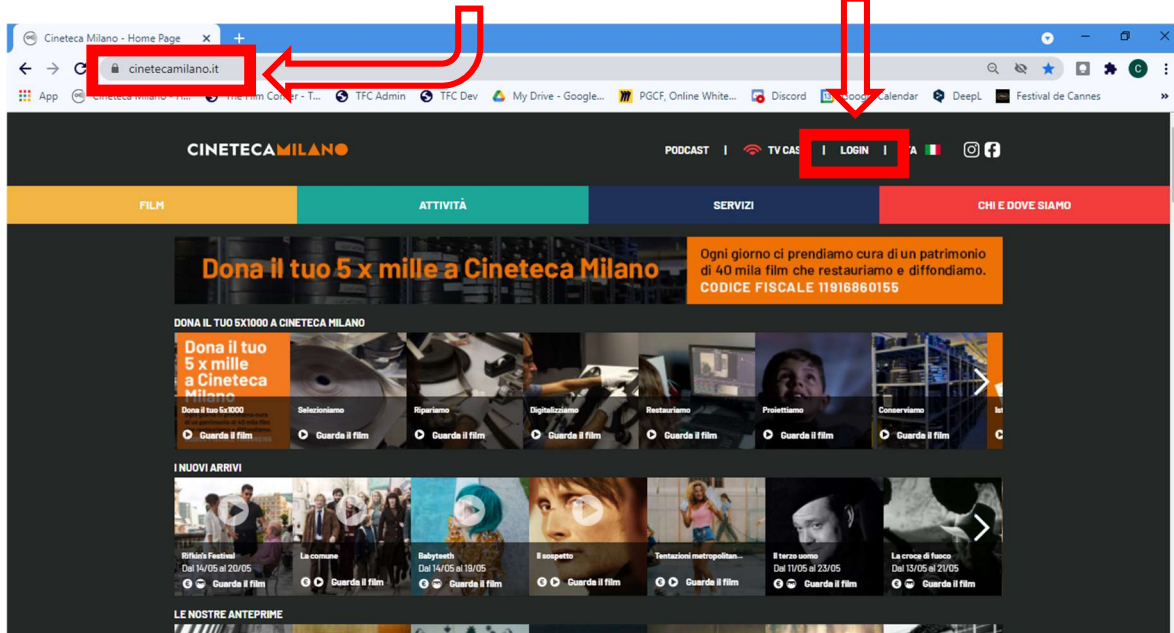 Cineteca Milano - Home Page
cinetecamilano.it
App
The Film Corner - T...
TFC Admin
TFC Dev
My Drive - Google...
PGCF, Online White...
Discord
Calendar
DeepL
Festival de Cannes
»
CINETECAMILANO
PODCAST | TV CAS | LOGIN |
FILM
ATTIVITÀ
SERVIZI
CHI E DOVE SIAMO
Dona il tuo 5 x mille a Cineteca Milano
Ogni giorno ci prendiamo cura di un patrimonio
di 40 mila film che restauriamo e diffondiamo.
CODICE FISCALE 11916860155
DONA IL TUO 5X1000 A CINETECA MILANO
Dona il tuo
5 x mille
a Cineteca
Milano
Dona il tuo 5x1000
Selezioniamo
Ripariamo
Digitalizziamo
Restauriamo
Proiettiamo
Conserviamo
Guarda il film
Guarda il film
Guarda il film
Guarda il film
Guarda il film
Guarda il film
Guarda il film
I NUOVI ARRIVI
Rifkin's Festival
Dal 14/05 al 20/05
Guarda il film
La comune
Guarda il film
Babyteeth
Dal 14/05 al 19/05
Guarda il film
Il sospetto
Guarda il film
Tentazioni metropolitan...
Guarda il film
Il terzo uomo
Dal 11/05 al 23/05
Guarda il film
La croce di fuoco
Dal 13/05 al 21/05
Guarda il film
LE NOSTRE ANTEPRIME